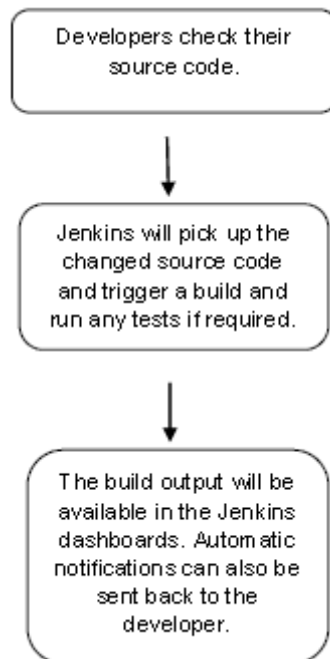 Developers check their
source code.
Jenkins will pick up the
changed source code
and trigger a build and
run any tests if required.
The build output will be
available in the Jenkins
dashboards. Automatic
notifications can also be
sent back to the
developer.